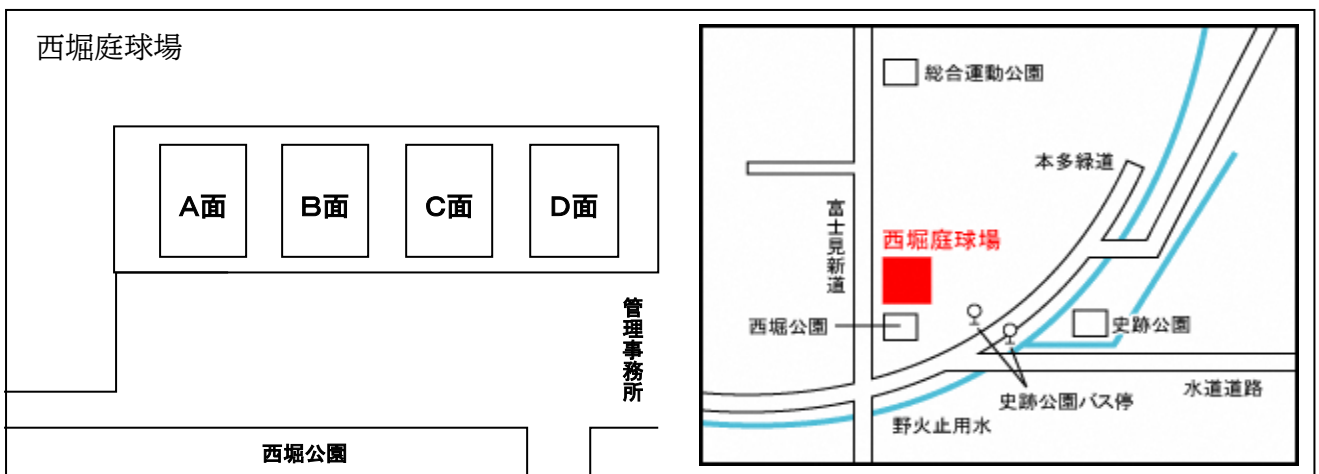 西堀庭球場
A面
B面
C面
D面
管理事務所
西堀公園
総合運動公園
本多緑道
富士見新道
西堀庭球場
西堀公園
史跡公園
史跡公園バス停
水道道路
野火止用水